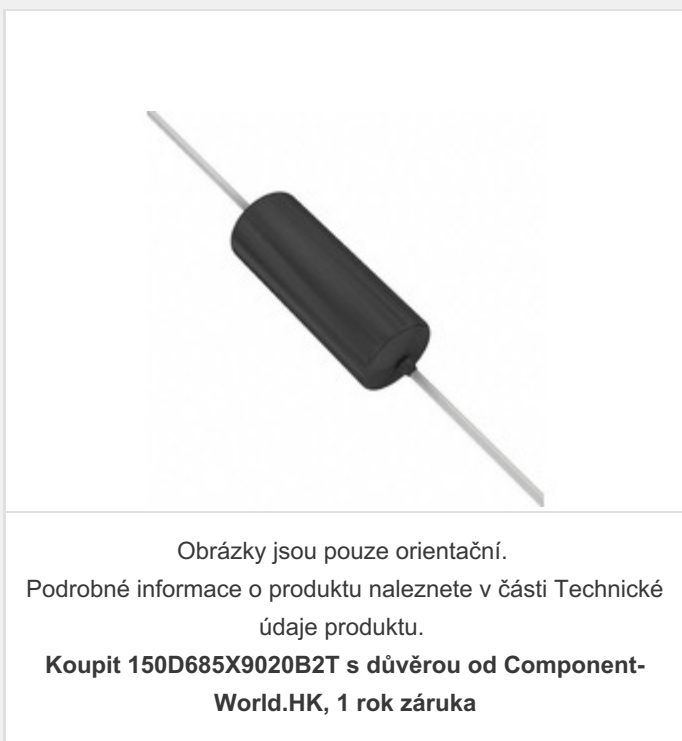 Obrázky jsou pouze orientační.
Podrobné informace o produktu naleznete v části Technické
údaje produktu.
Koupit 150D685X9020B2T s důvěrou od Component-
World.HK, 1 rok záruka